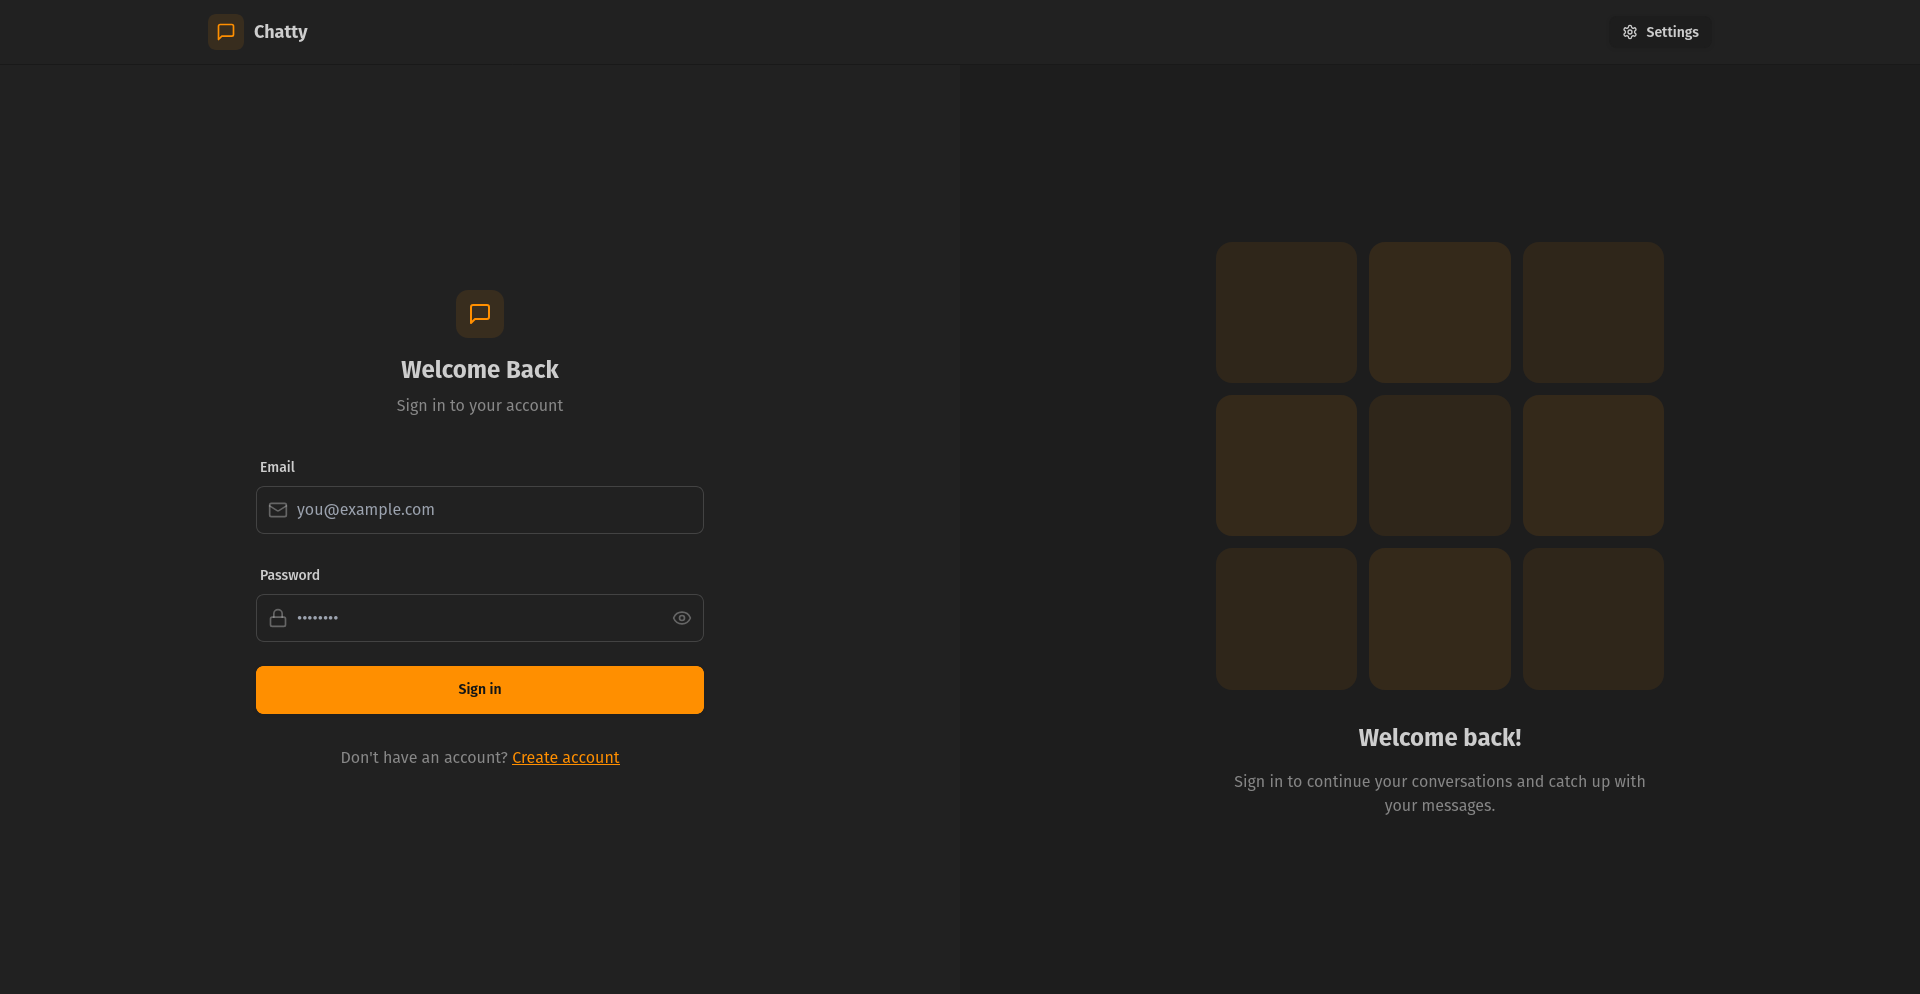 Chatty
Settings
Welcome Back
Sign in to your account
Email
you@example.com
Password
••••••••
Sign in
Don't have an account? Create account
Welcome back!
Sign in to continue your conversations and catch up with
your messages.